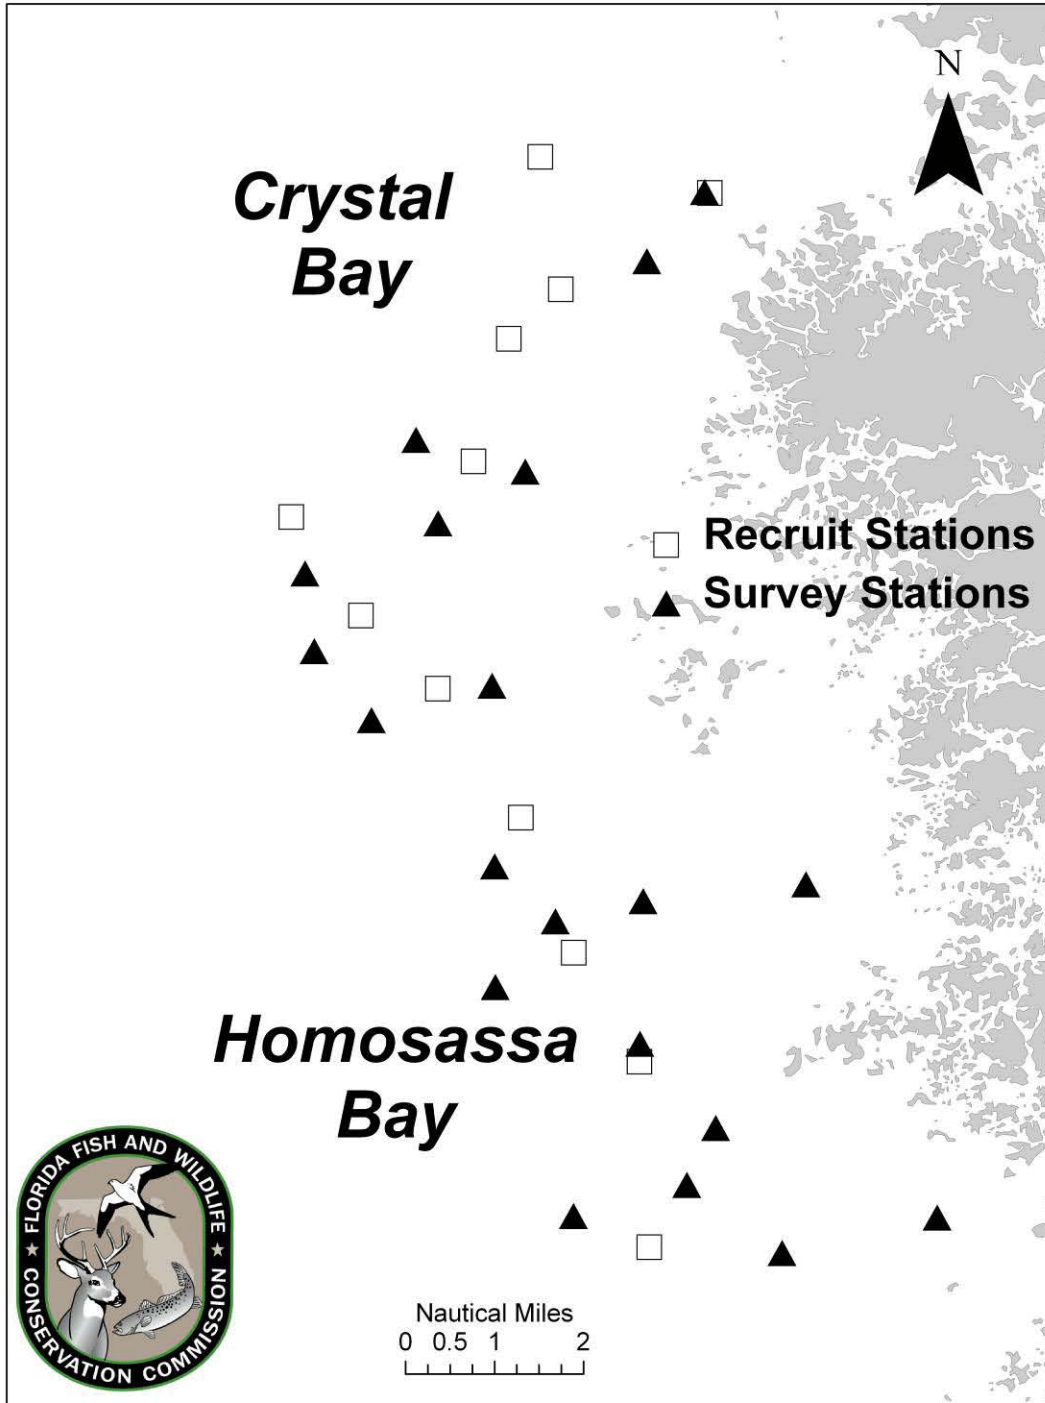 N
Crystal
Bay
Recruit Stations
Survey Stations
Homosassa
Bay
FLORIDA FISH AND WILDLIFE
CONSERVATION COMMISSION
Nautical Miles
0 0.5 1 2